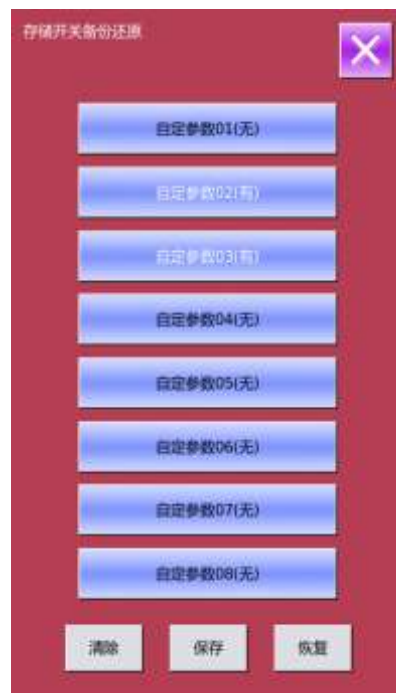 存储开关备份还原
自定参数01(无)
自定参数02(有)
自定参数03(有)
自定参数04(无)
自定参数05(无)
自定参数06(无)
自定参数07(无)
自定参数08(无)
清除
保存
恢复